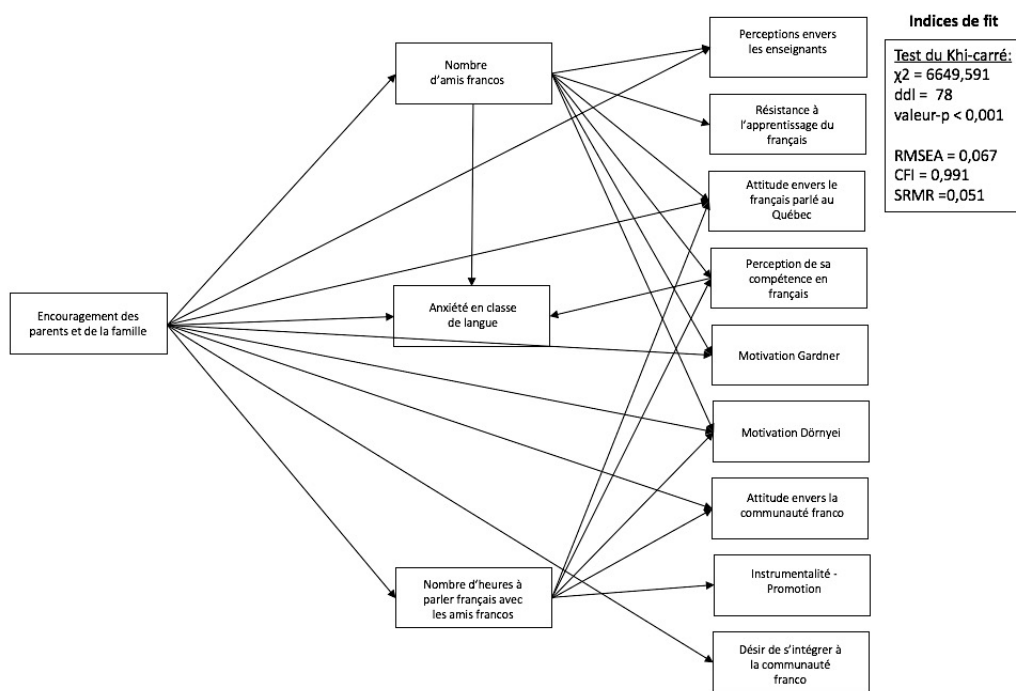 Indices de fit
Test du Khi-carré:
χ2 = 6649,591
ddl = 78
valeur-p < 0,001
RMSEA = 0,067
CFI = 0,991
SRMR =0,051
Encouragement des
parents et de la famille
Nombre
d'amis francos
Anxiété en classe
de langue
Nombre d'heures à
parler français avec
les amis francos
Perceptions envers
les enseignants
Résistance à
l'apprentissage du
français
Attitude envers le
français parlé au
Québec
Perception de sa
compétence en
français
Motivation Gardner
Motivation Dörnyei
Attitude envers la
communauté franco
Instrumentalité -
Promotion
Désir de s'intégrer à
la communauté
franco